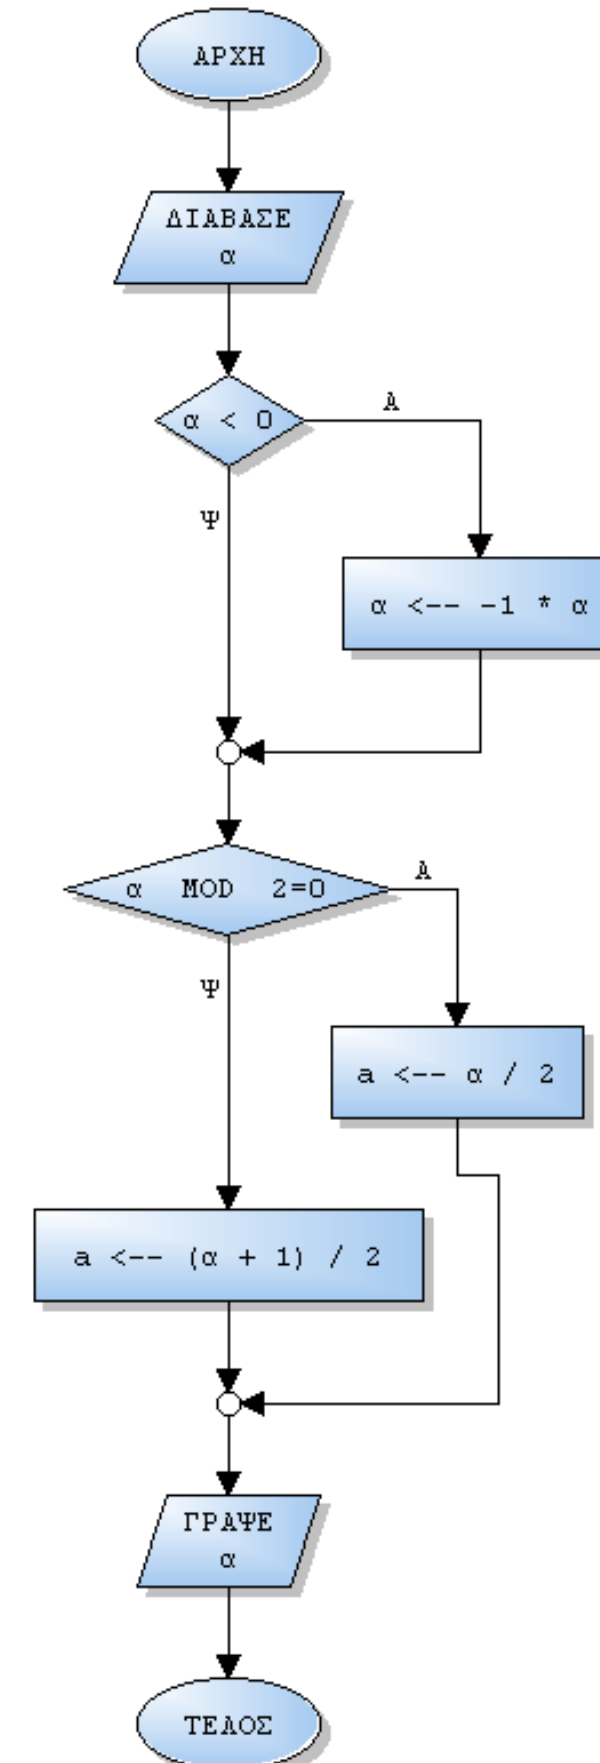 ΑΡΧΗ
ΔΙΑΒΑΣΕ
α
α < 0
Α
Ψ
α <-- -1 * α
α MOD 2=0
Α
Ψ
a <-- α / 2
a <-- (α + 1) / 2
ΓΡΑΨΕ
α
ΤΕΛΟΣ